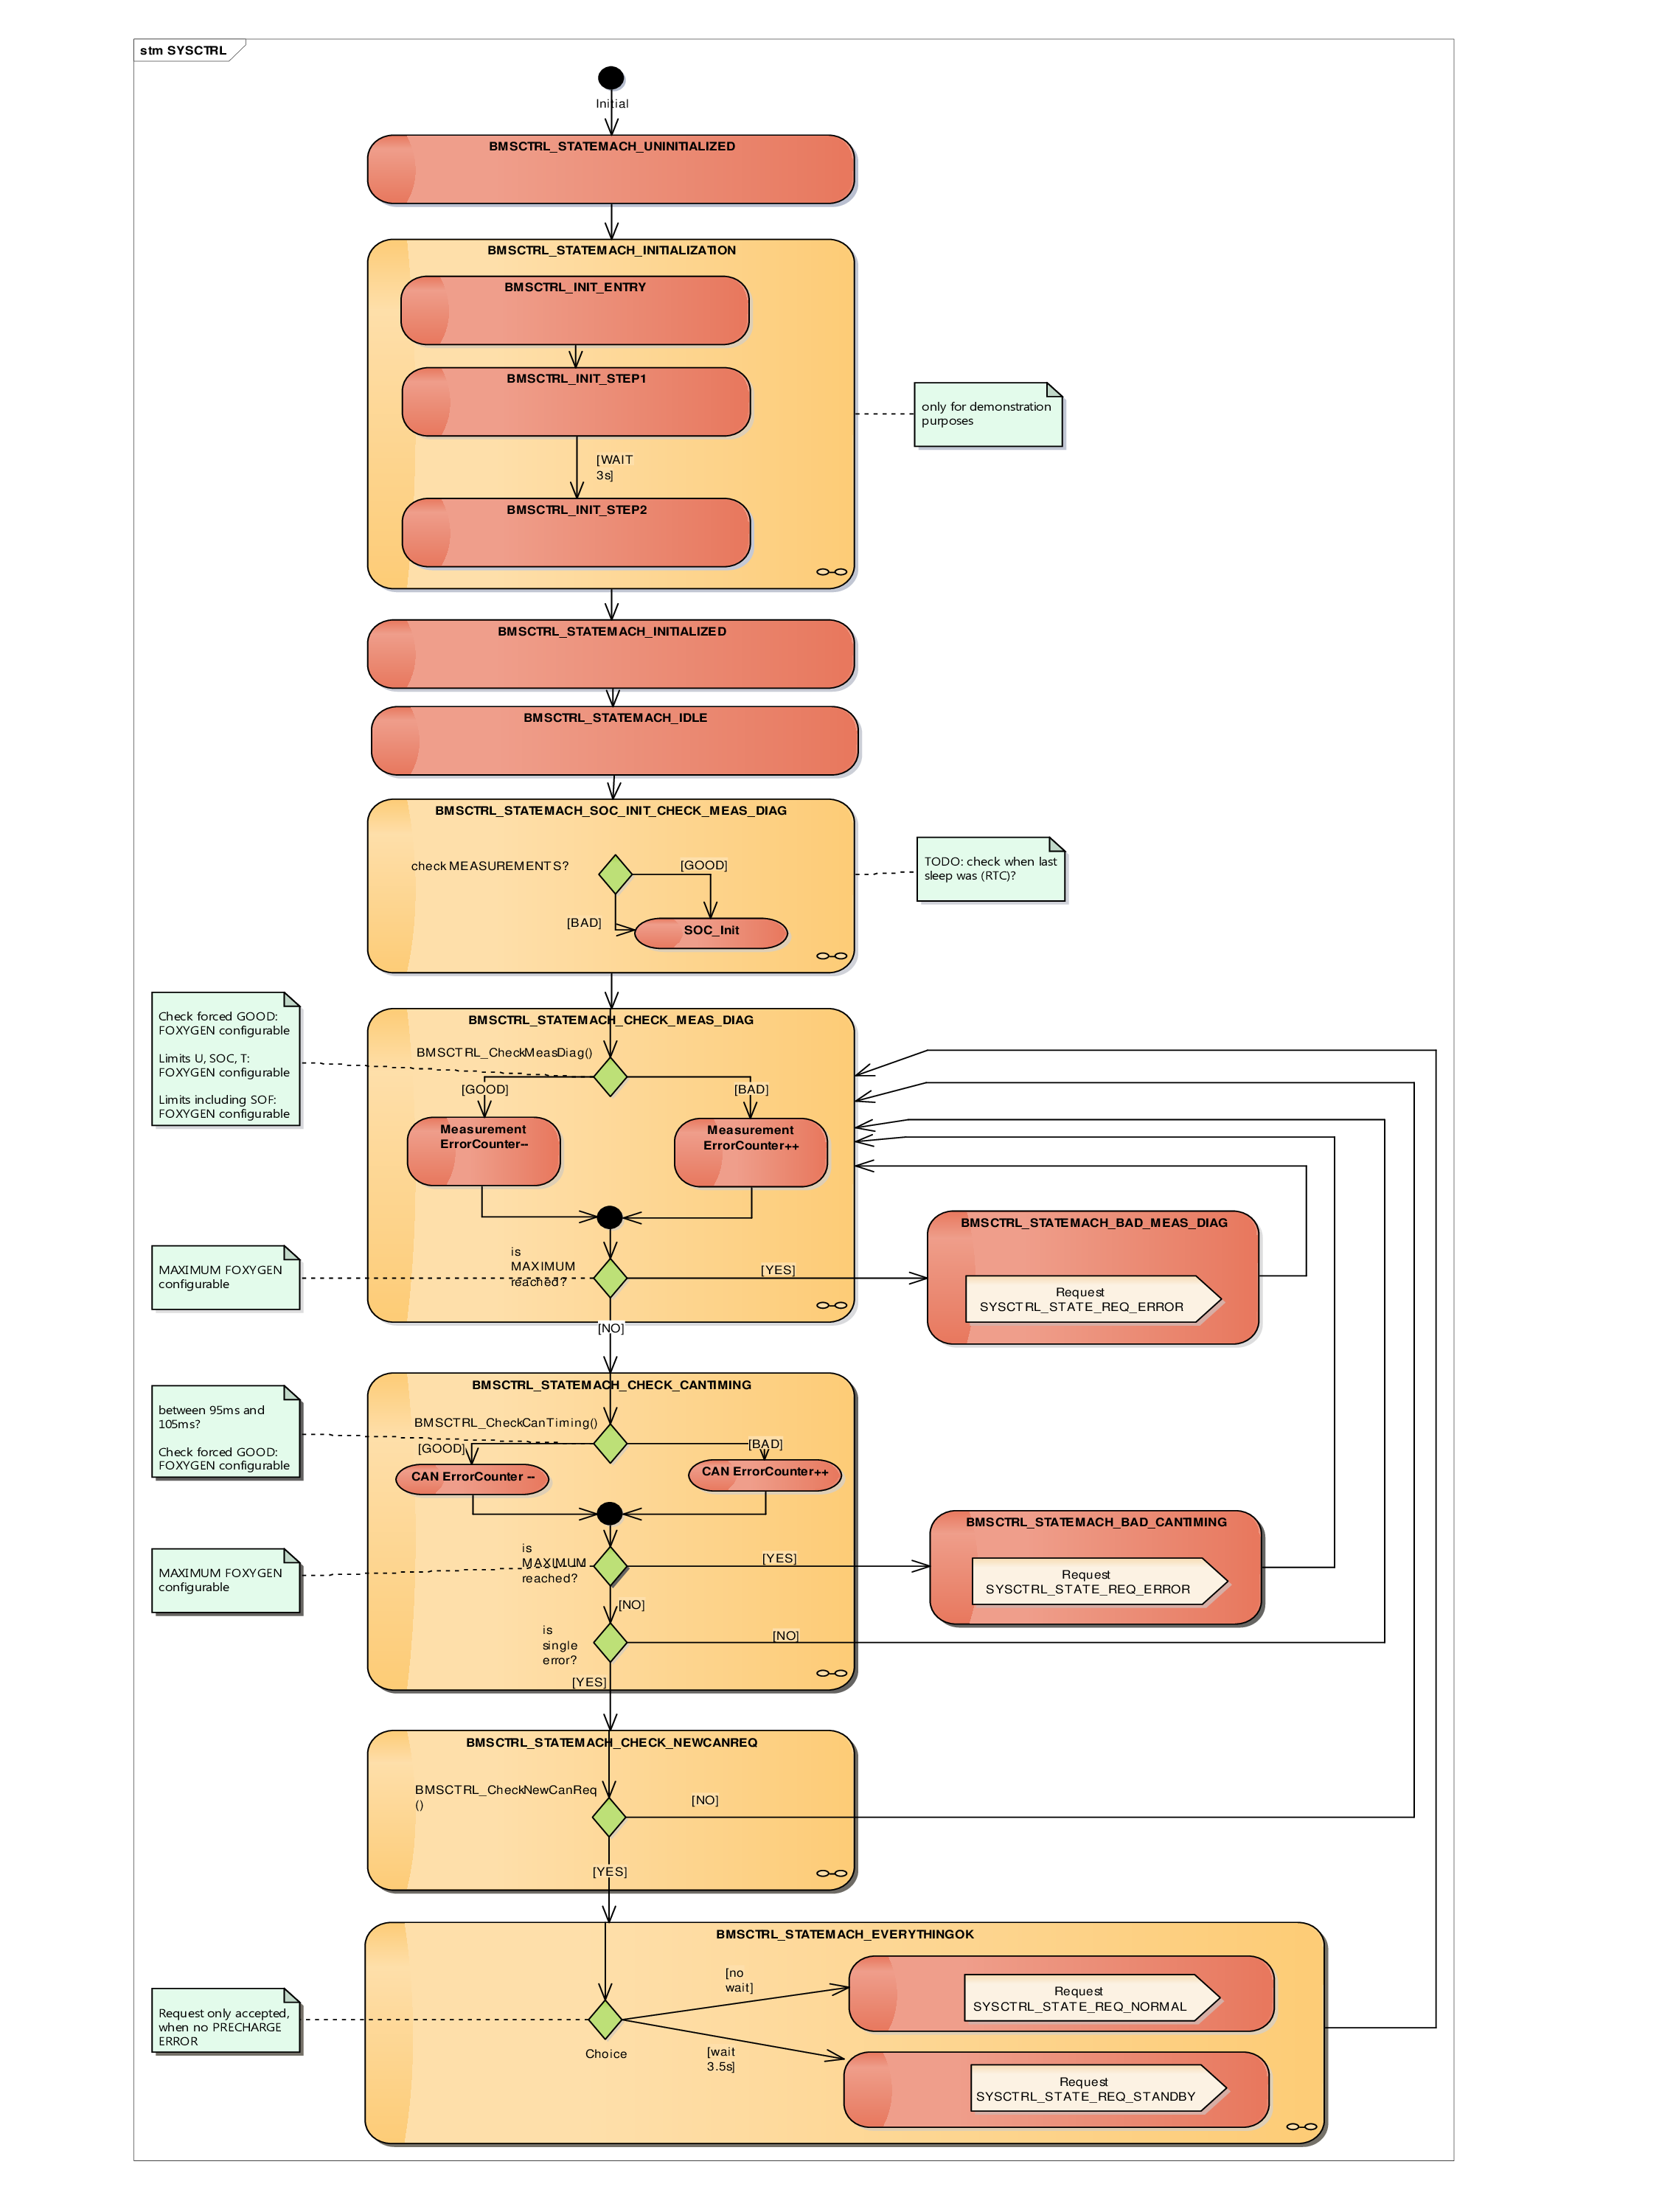 stm SYSCTRL
Initial
BMSCTRL_STATEMACH_UNINITIALIZED
BMSCTRL_STATEMACH_INITIALIZATION
BMSCTRL_INIT_ENTRY
BMSCTRL_INIT_STEP1
only for demonstration
purposes
[WAIT
3s]
BMSCTRL_INIT_STEP2
BMSCTRL_STATEMACH_INITIALIZED
BMSCTRL_STATEMACH_IDLE
BMSCTRL_STATEMACH_SOC_INIT_CHECK_MEAS_DIAG
check MEASUREMENTS?
[GOOD]
[BAD]
SOC_Init
TODO: check when last
sleep was (RTC)?
Check forced GOOD:
FOXYGEN configurable
Limits U, SOC, T:
FOXYGEN configurable
Limits including SOF:
FOXYGEN configurable
BMSCTRL_STATEMACH_CHECK_MEAS_DIAG
BMSCTRL_CheckMeasDiag()
[GOOD]
[BAD]
Measurement
ErrorCounter--
Measurement
ErrorCounter++
is
MAXIMUM
reached?
[YES]
[NO]
MAXIMUM FOXYGEN
configurable
BMSCTRL_STATEMACH_BAD_MEAS_DIAG
Request
SYSCTRL_STATE_REQ_ERROR
BMSCTRL_STATEMACH_CHECK_CANTIMING
between 95ms and
105ms?
Check forced GOOD:
FOXYGEN configurable
BMSCTRL_CheckCanTiming()
[GOOD]
[BAD]
CAN ErrorCounter --
CAN ErrorCounter++
is
MAXIMUM
reached?
[YES]
[NO]
MAXIMUM FOXYGEN
configurable
BMSCTRL_STATEMACH_BAD_CANTIMING
Request
SYSCTRL_STATE_REQ_ERROR
is
single
error?
[NO]
[YES]
BMSCTRL_STATEMACH_CHECK_NEWCANREQ
BMSCTRL_CheckNewCanReq
()
[NO]
[YES]
BMSCTRL_STATEMACH_EVERYTHINGOK
Request only accepted,
when no PRECHARGE
ERROR
Choice
[no
wait]
Request
SYSCTRL_STATE_REQ_NORMAL
[wait
3.5s]
Request
SYSCTRL_STATE_REQ_STANDBY